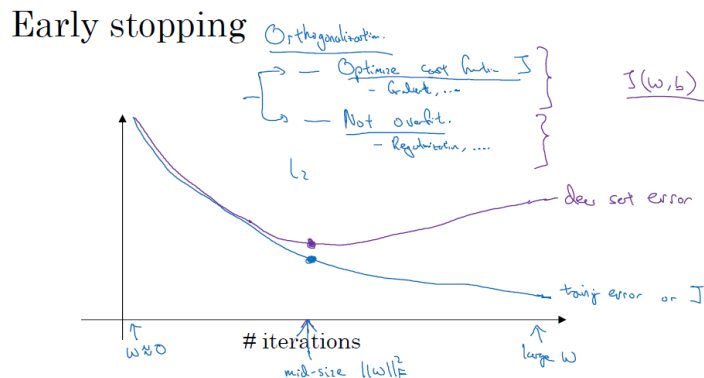 Early stopping
Orthogonalization.
— Optimize cost function J
- Gradient, ....
J(w,b)
— Not overfit.
- Regularization, ....
L2
dev set error
training error or J
w≈0
# iterations
mid-size ||w||²F
large w